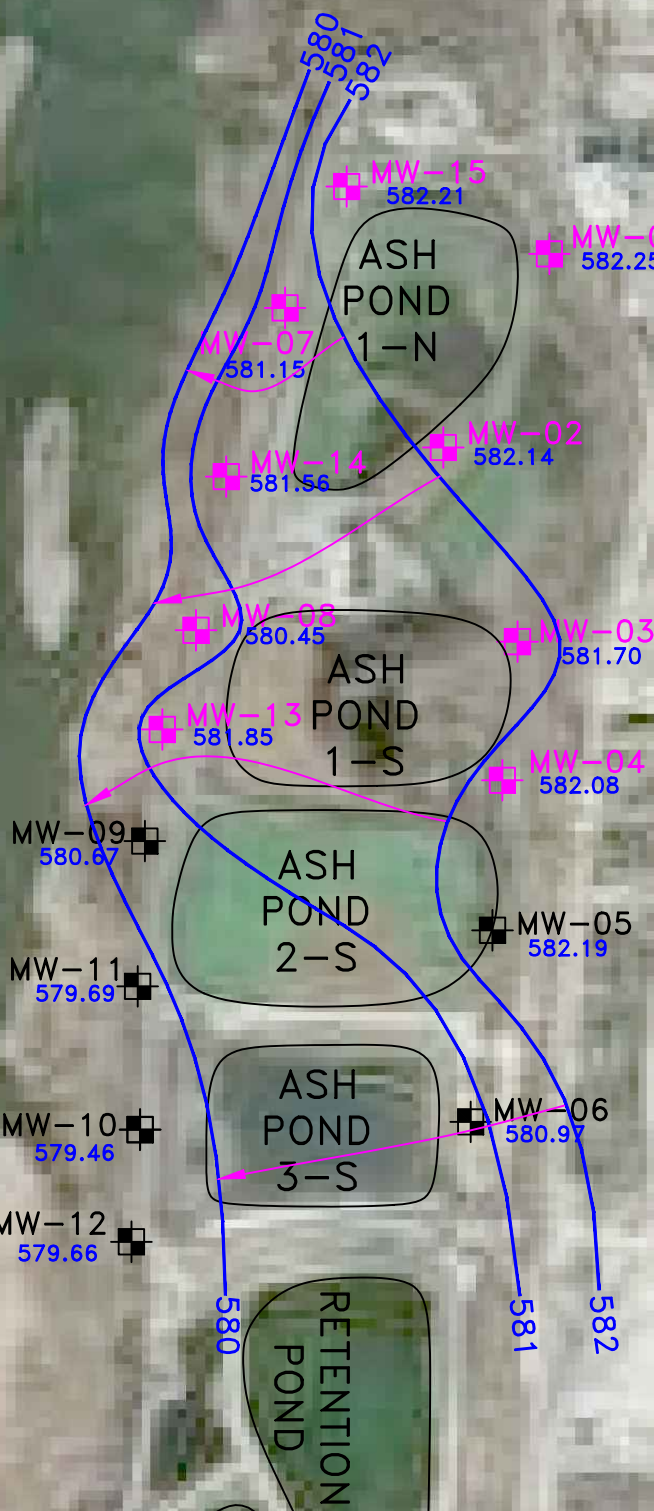 580
581
582
MW-15
582.21
582.25
ASH
POND
1-N
MW-07
581.15
MW-02
582.14
MW-14
581.56
MW-08
580.45
MW-03
581.70
ASH
POND
1-S
MW-13
581.85
MW-04
582.08
MW-09
580.67
ASH
POND
2-S
MW-05
582.19
MW-11
579.69
ASH
POND
3-S
MW-06
580.97
MW-10
579.46
MW-12
579.66
580
581
582
RETENTION
POND